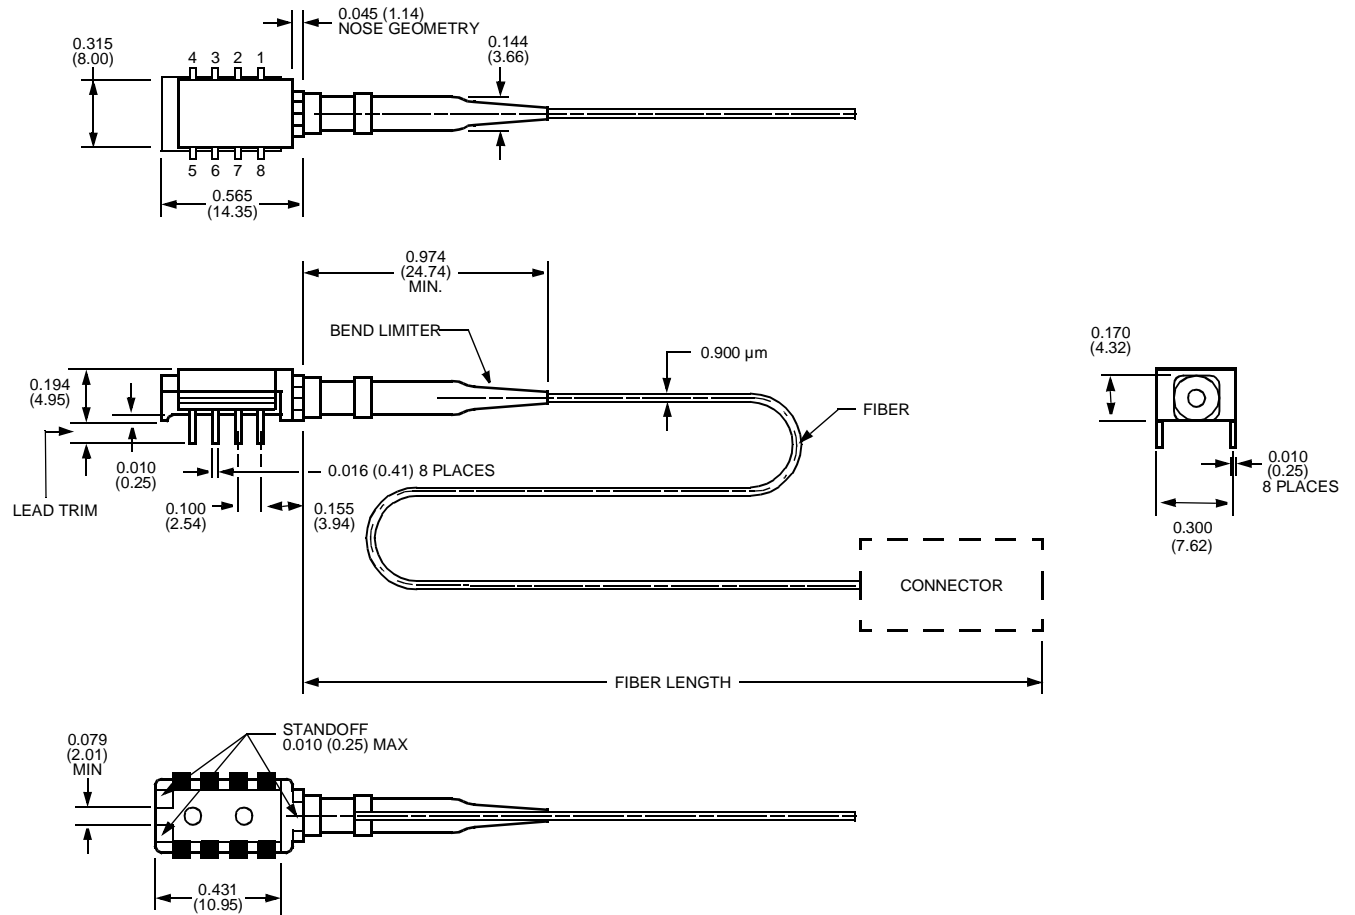 0.045 (1.14)
NOSE GEOMETRY
0.315
(8.00)
0.144
(3.66)
4 3 2 1
5 6 7 8
0.565
(14.35)
0.974
(24.74)
MIN.
BEND LIMITER
0.900 µm
0.170
(4.32)
0.194
(4.95)
FIBER
0.010
(0.25)
0.016 (0.41) 8 PLACES
0.010
(0.25)
8 PLACES
LEAD TRIM
0.100
(2.54)
0.155
(3.94)
0.300
(7.62)
CONNECTOR
FIBER LENGTH
STANDOFF
0.010 (0.25) MAX
0.079
(2.01)
MIN
0.431
(10.95)